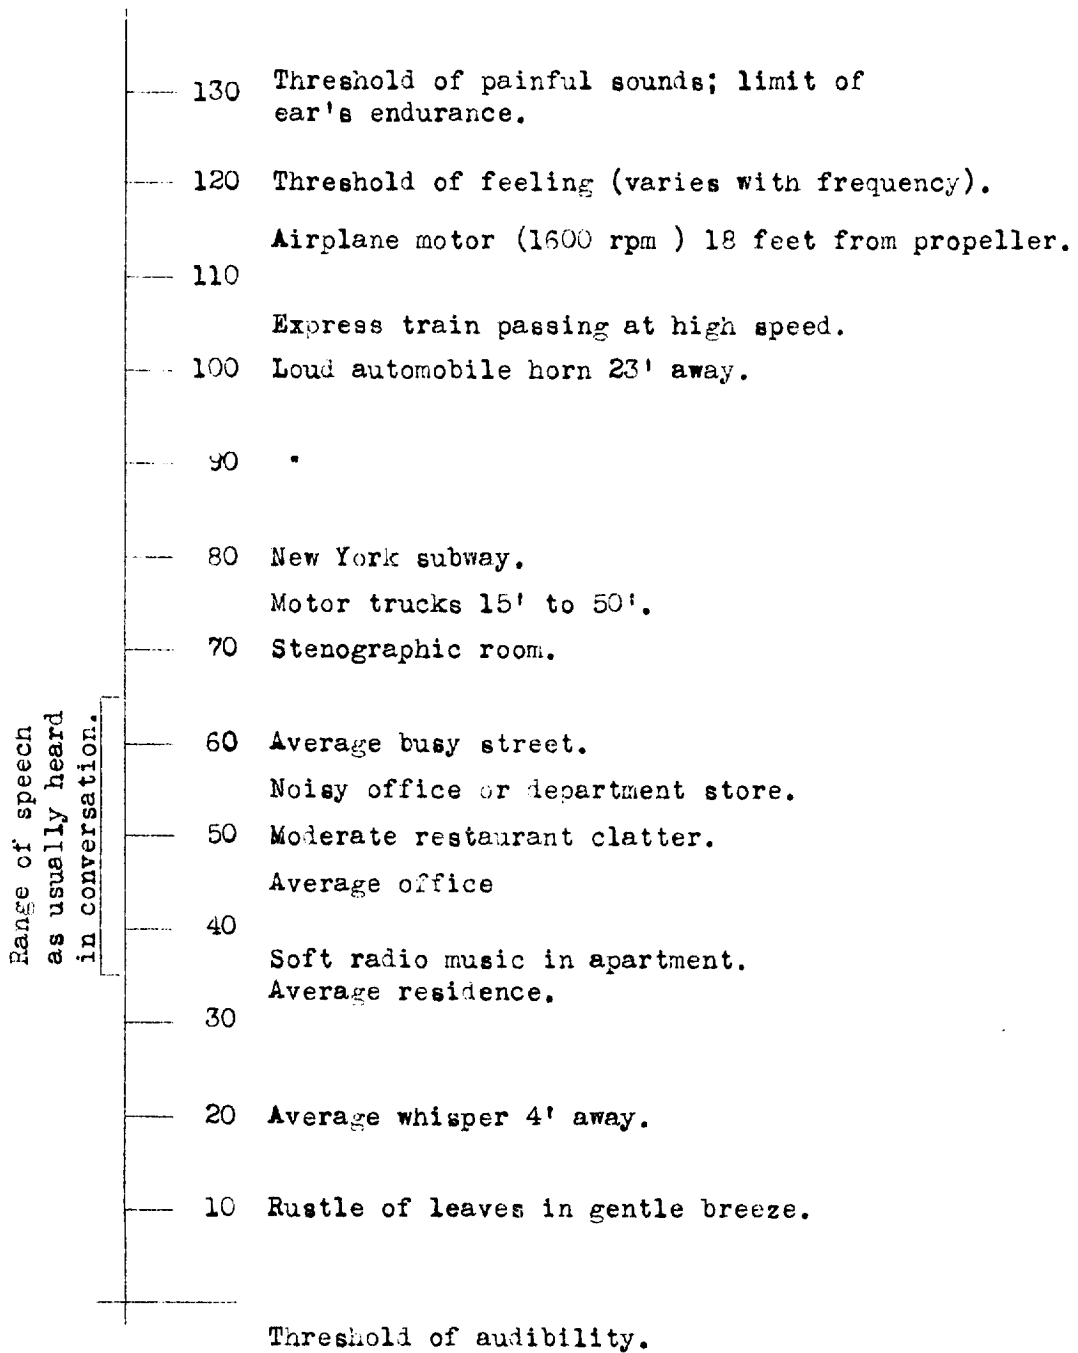 130 Threshold of painful sounds; limit of
ear's endurance.
120 Threshold of feeling (varies with frequency).
Airplane motor (1600 rpm ) 18 feet from propeller.
110
Express train passing at high speed.
100 Loud automobile horn 23' away.
90
80 New York subway.
Motor trucks 15' to 50'.
70 Stenographic room.
60 Average busy street.
Noisy office or department store.
50 Moderate restaurant clatter.
Average office
40
Soft radio music in apartment.
Average residence.
30
20 Average whisper 4' away.
10 Rustle of leaves in gentle breeze.
Threshold of audibility.
Range of speech
as usually heard
in conversation.